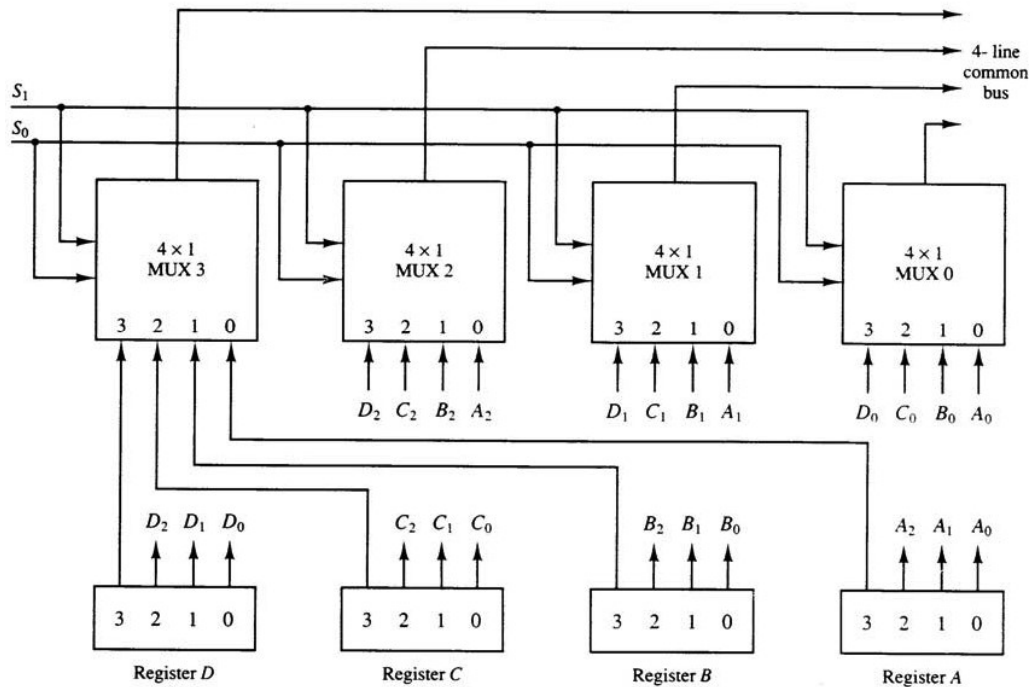 4- line
common
bus
S₁
S₀
4 × 1
MUX 3
4 × 1
MUX 2
4 × 1
MUX 1
4 × 1
MUX 0
3 2 1 0
3 2 1 0
3 2 1 0
3 2 1 0
D₂ C₂ B₂ A₂
D₁ C₁ B₁ A₁
D₀ C₀ B₀ A₀
D₂ D₁ D₀
C₂ C₁ C₀
B₂ B₁ B₀
A₂ A₁ A₀
3 2 1 0
3 2 1 0
3 2 1 0
3 2 1 0
Register D
Register C
Register B
Register A